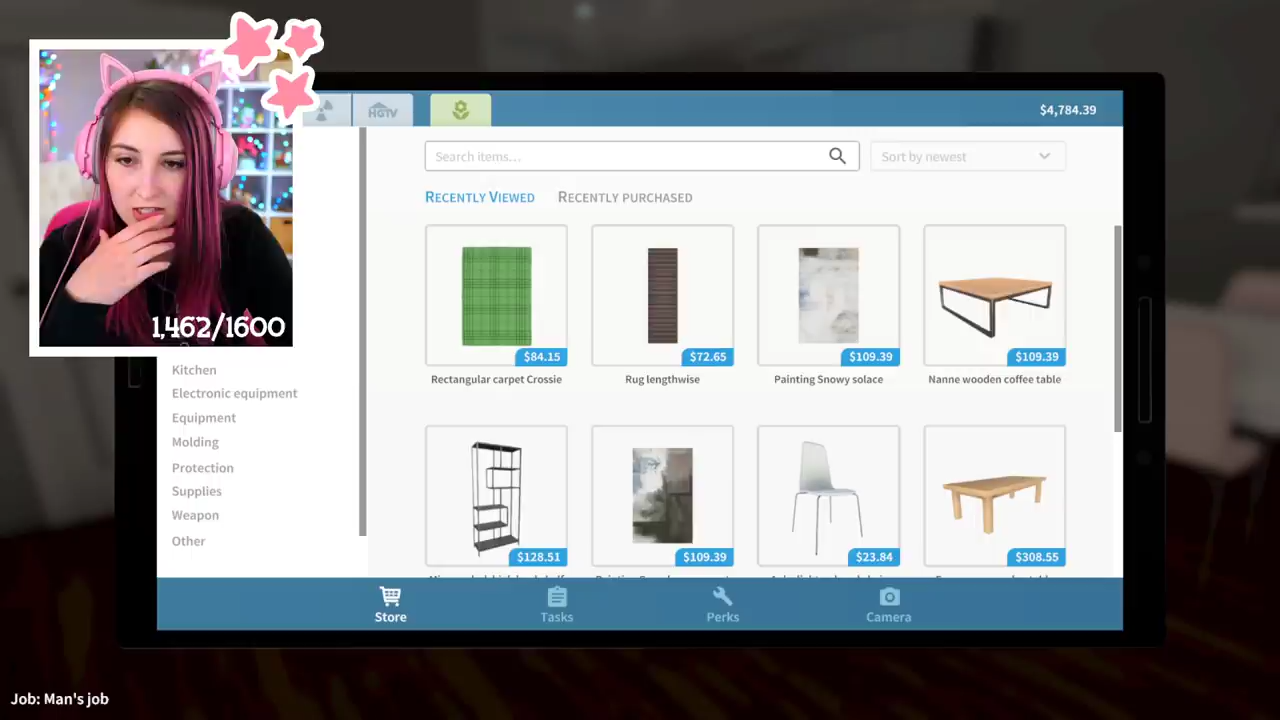 HGTV
$4,784.39
Search items...
Sort by newest
RECENTLY VIEWED
RECENTLY PURCHASED
1,462/1600
$84.15
$72.65
$109.39
$109.39
Rectangular carpet Crossie
Rug lengthwise
Painting Snowy solace
Nanne wooden coffee table
Kitchen
Electronic equipment
Equipment
Molding
Protection
Supplies
Weapon
Other
$128.51
$109.39
$23.84
$308.55
Store
Tasks
Perks
Camera
Job: Man's job